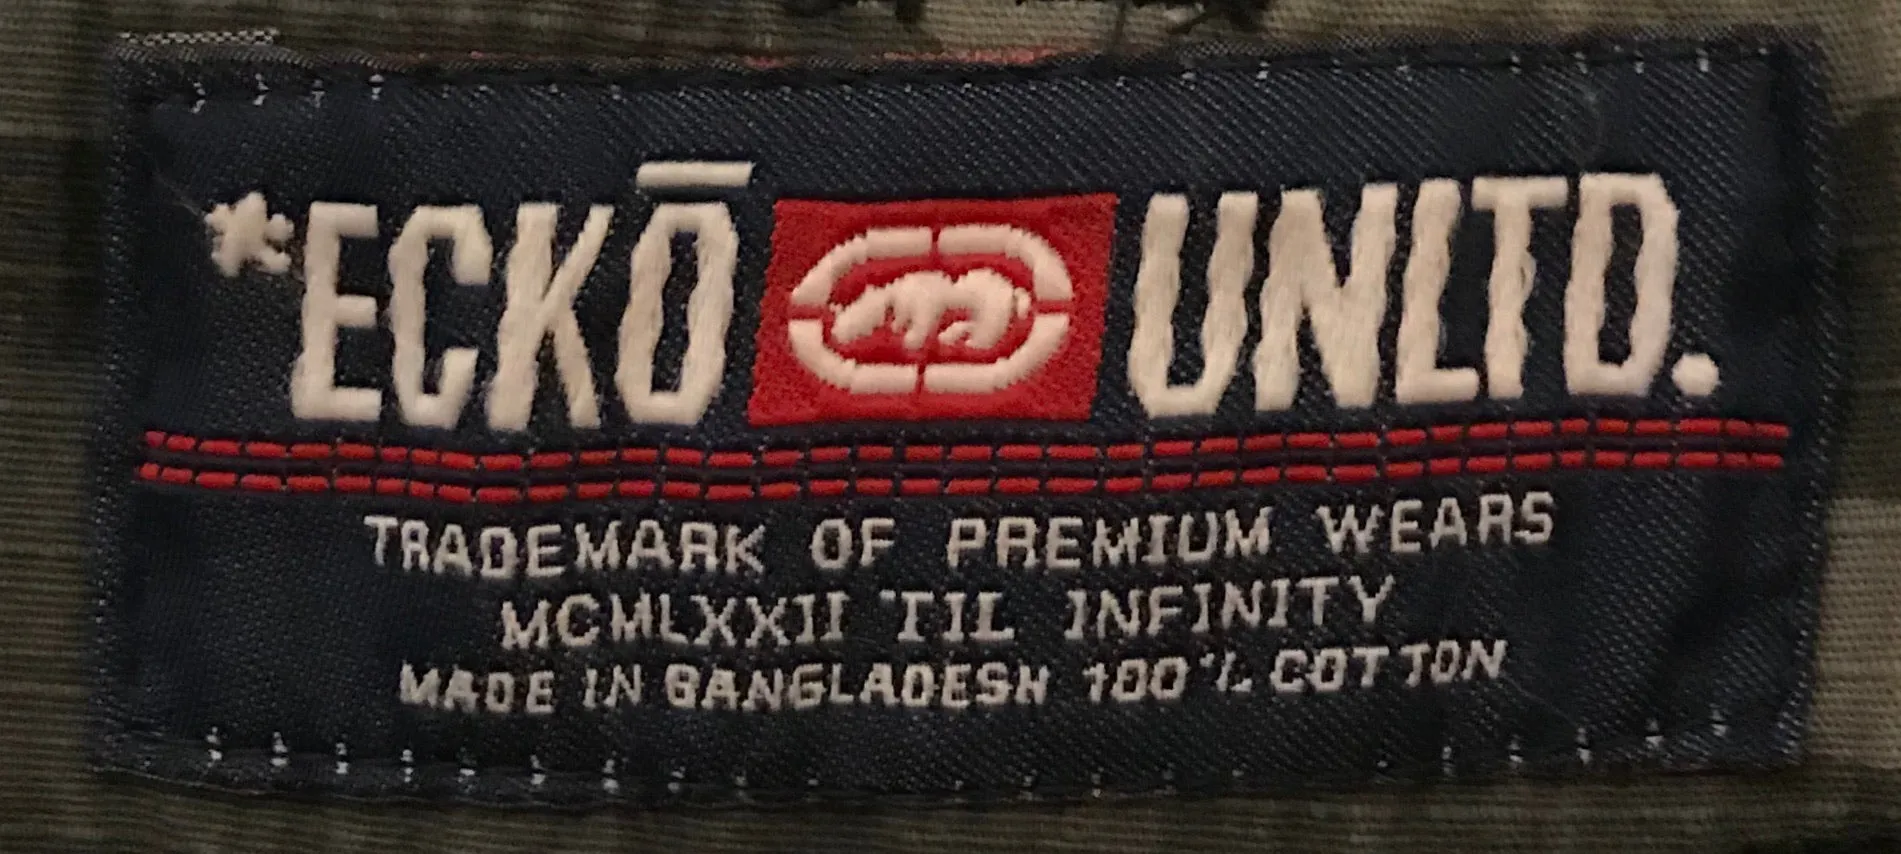 *ECKŌ UNLTD.
TRADEMARK OF PREMIUM WEARS
MCMLXXII 'TIL INFINITY
MADE IN BANGLADESH 100% COTTON